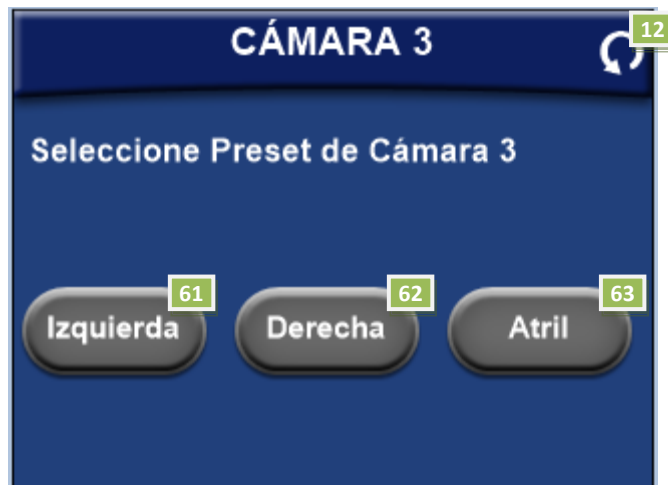 CÁMARA 3
12
Seleccione Preset de Cámara 3
61
62
63
Izquierda
Derecha
Atril